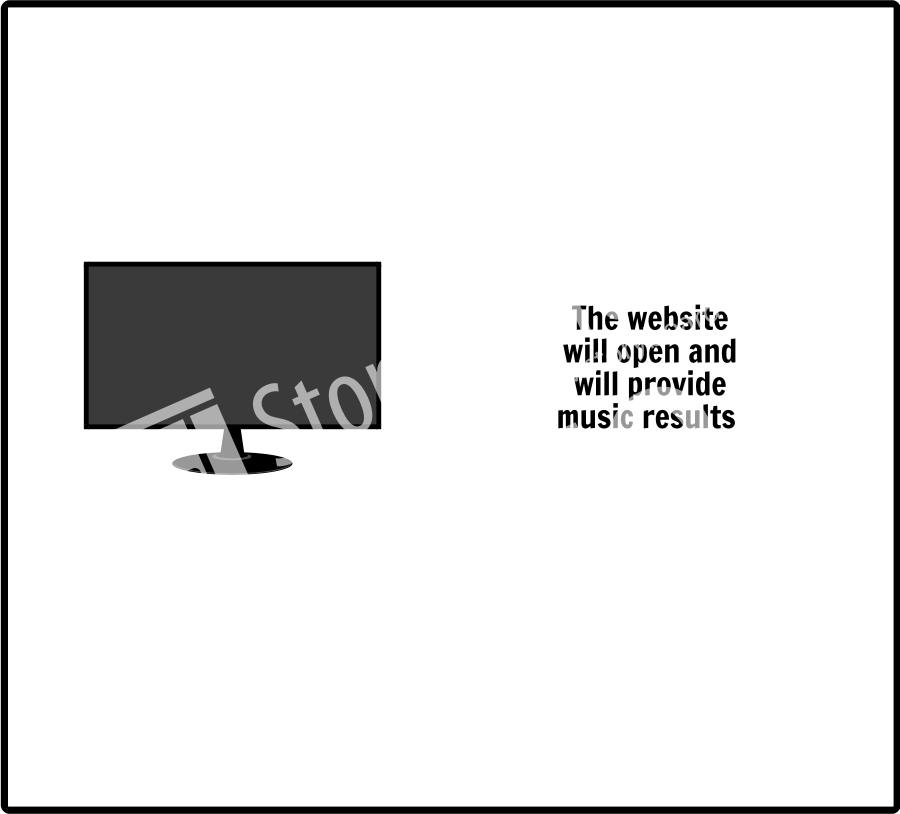 The website
will open and
will provide
music results